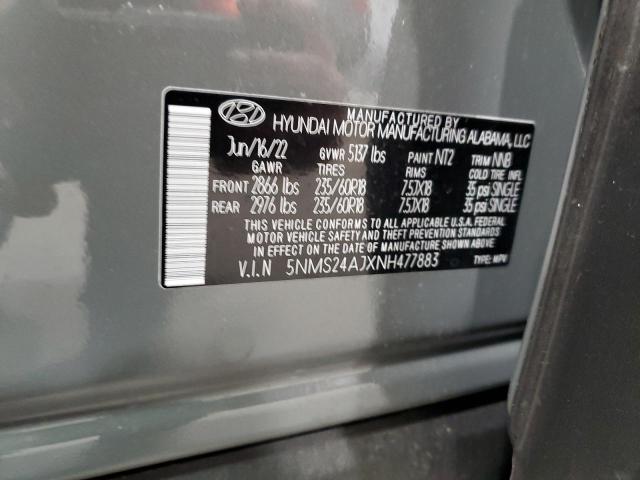 MANUFACTURED BY
HYUNDAI MOTOR MANUFACTURING ALABAMA, LLC
Jun/16/22 GVWR 5137 lbs PAINT NT2 TRIM NNB
GAWR TIRES RIMS COLD TIRE INFL
FRONT 2866 lbs 235/60R18 7.5JX18 35 psi SINGLE
REAR 2976 lbs 235/60R18 7.5JX18 35 psi SINGLE
THIS VEHICLE CONFORMS TO ALL APPLICABLE U.S.A. FEDERAL
MOTOR VEHICLE SAFETY AND THEFT PREVENTION STANDARDS
IN EFFECT ON THE DATE OF MANUFACTURE SHOWN ABOVE.
V.I.N 5NMS24AJXNH477883 TYPE: MPV